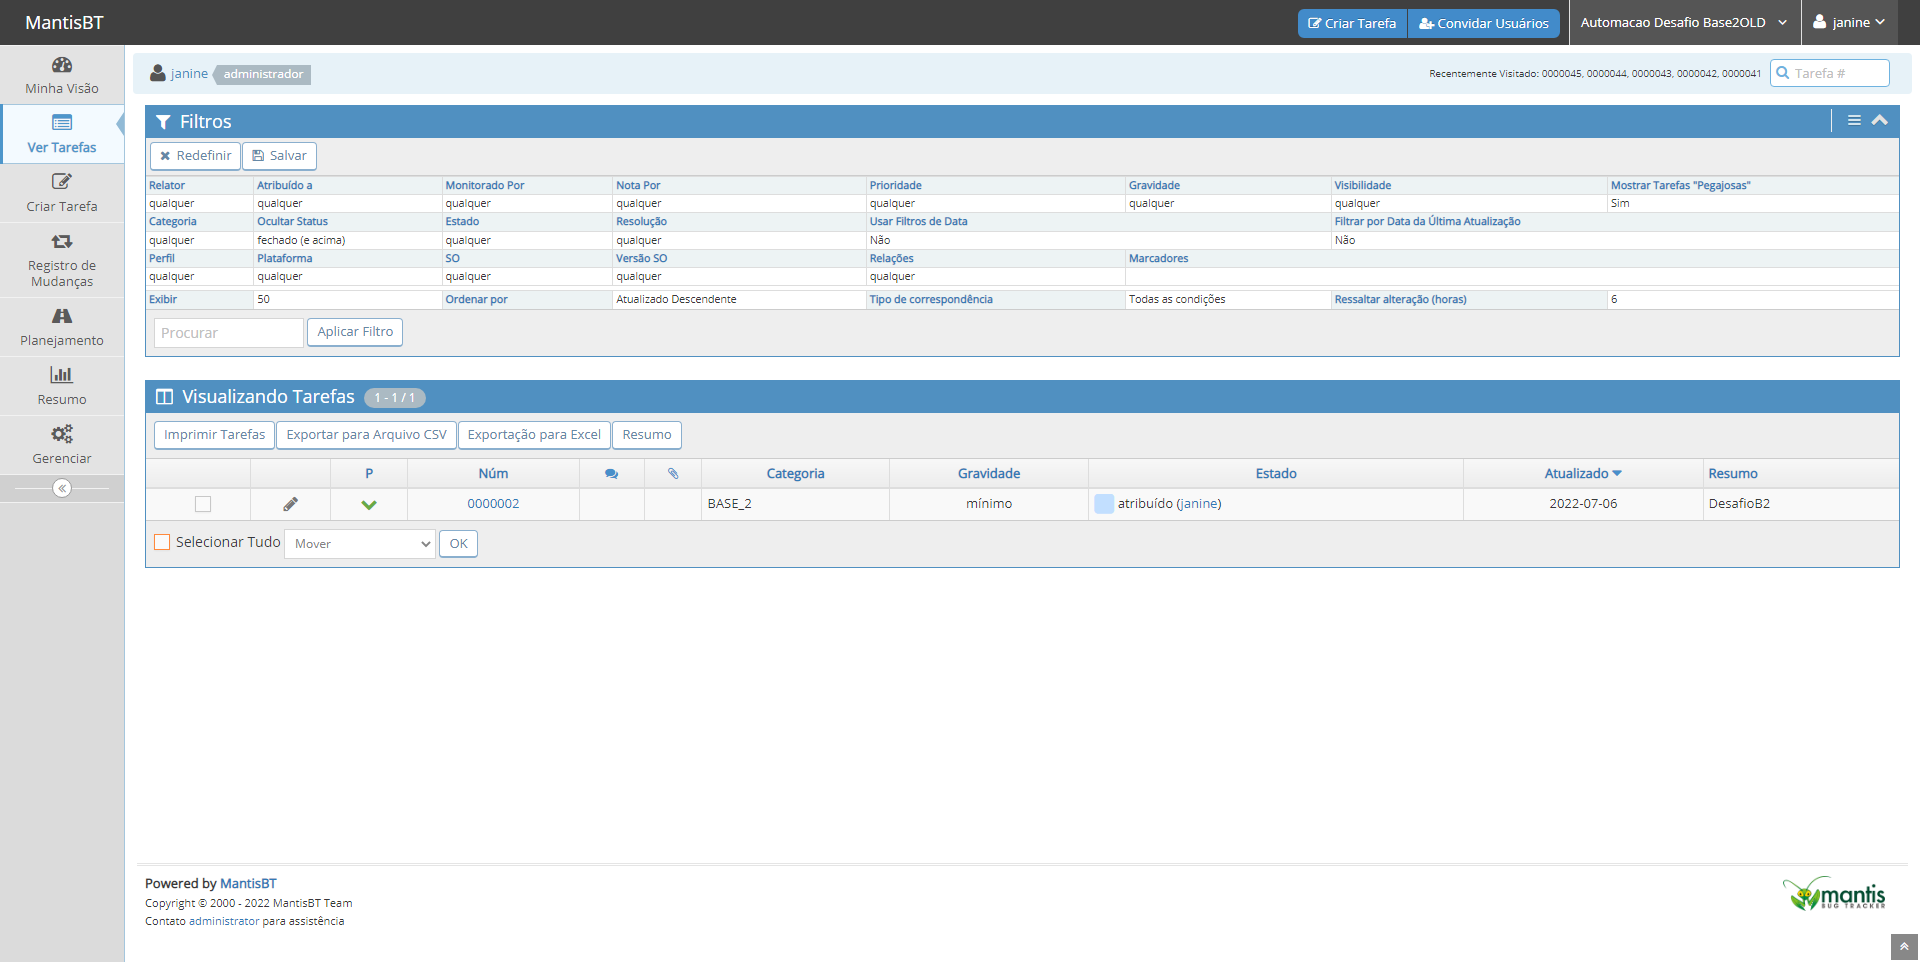 MantisBT
Criar Tarefa
Convidar Usuários
Automacao Desafio Base2OLD
janine
Minha Visão
Ver Tarefas
Criar Tarefa
Registro de
Mudanças
Planejamento
Resumo
Gerenciar
janine administrador
Recentemente Visitado: 0000045, 0000044, 0000043, 0000042, 0000041
Tarefa #
Filtros
Redefinir Salvar
Relator Atribuído a Monitorado Por Nota Por Prioridade Gravidade Visibilidade Mostrar Tarefas "Pegajosas"
qualquer qualquer qualquer qualquer qualquer qualquer qualquer Sim
Categoria Ocultar Status Estado Resolução Usar Filtros de Data Filtrar por Data da Última Atualização
qualquer fechado (e acima) qualquer qualquer Não Não
Perfil Plataforma SO Versão SO Relações Marcadores
qualquer qualquer qualquer qualquer qualquer
Exibir 50 Ordenar por Atualizado Descendente Tipo de correspondência Todas as condições Ressaltar alteração (horas) 6
Procurar Aplicar Filtro
Visualizando Tarefas 1 - 1 / 1
Imprimir Tarefas Exportar para Arquivo CSV Exportação para Excel Resumo
P Núm Categoria Gravidade Estado Atualizado Resumo
0000002 BASE_2 mínimo atribuído (janine) 2022-07-06 DesafioB2
Selecionar Tudo Mover OK
Powered by MantisBT
Copyright © 2000 - 2022 MantisBT Team
Contato administrator para assistência
mantis
BUG TRACKER